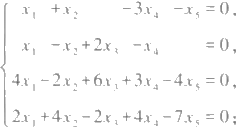 x₁ + x₂ - 3x₄ - x₅ = 0,
x₁ - x₂ + 2x₃ - x₄ = 0,
4x₁ - 2x₂ + 6x₃ + 3x₄ - 4x₅ = 0,
2x₁ + 4x₂ - 2x₃ + 4x₄ - 7x₅ = 0;